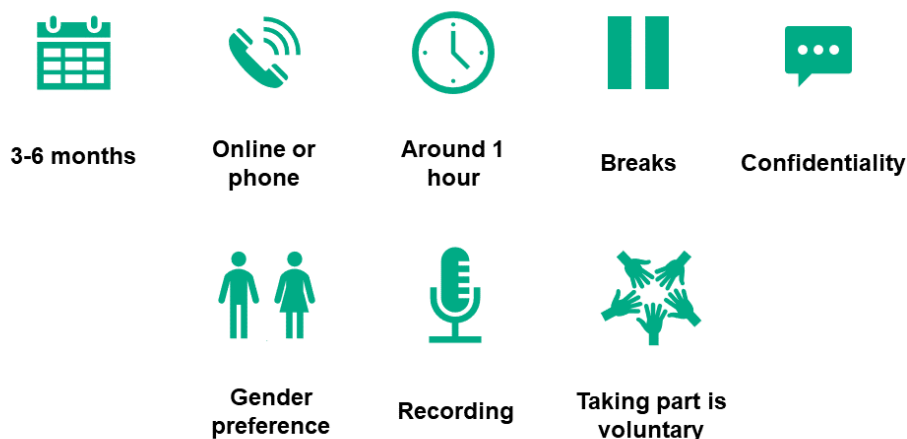 3-6 months
Online or
phone
Around 1
hour
Breaks
Confidentiality
Gender
preference
Recording
Taking part is
voluntary